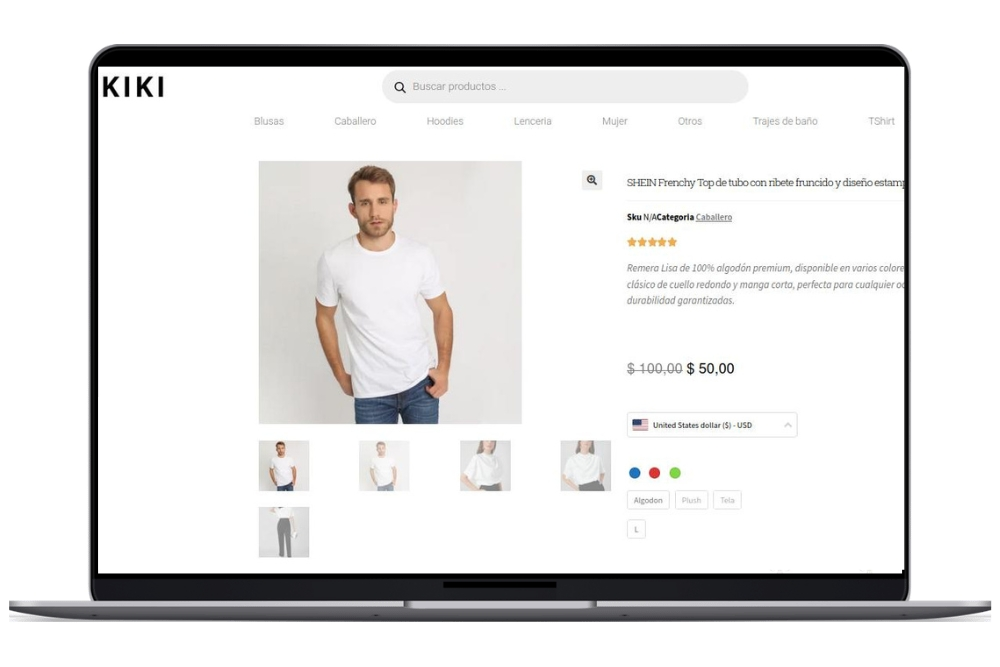 KIKI
Buscar productos ...
Blusas Caballero Hoodies Lenceria Mujer Otros Trajes de baño TShirt
SHEIN Frenchy Top de tubo con ribete fruncido y diseño estamp
Sku N/ACategoria Caballero
Remera Lisa de 100% algodón premium, disponible en varios colore
clásico de cuello redondo y manga corta, perfecta para cualquier oc
durabilidad garantizadas.
$ 100,00 $ 50,00
United States dollar ($) - USD
Algodon Plush Tela
L